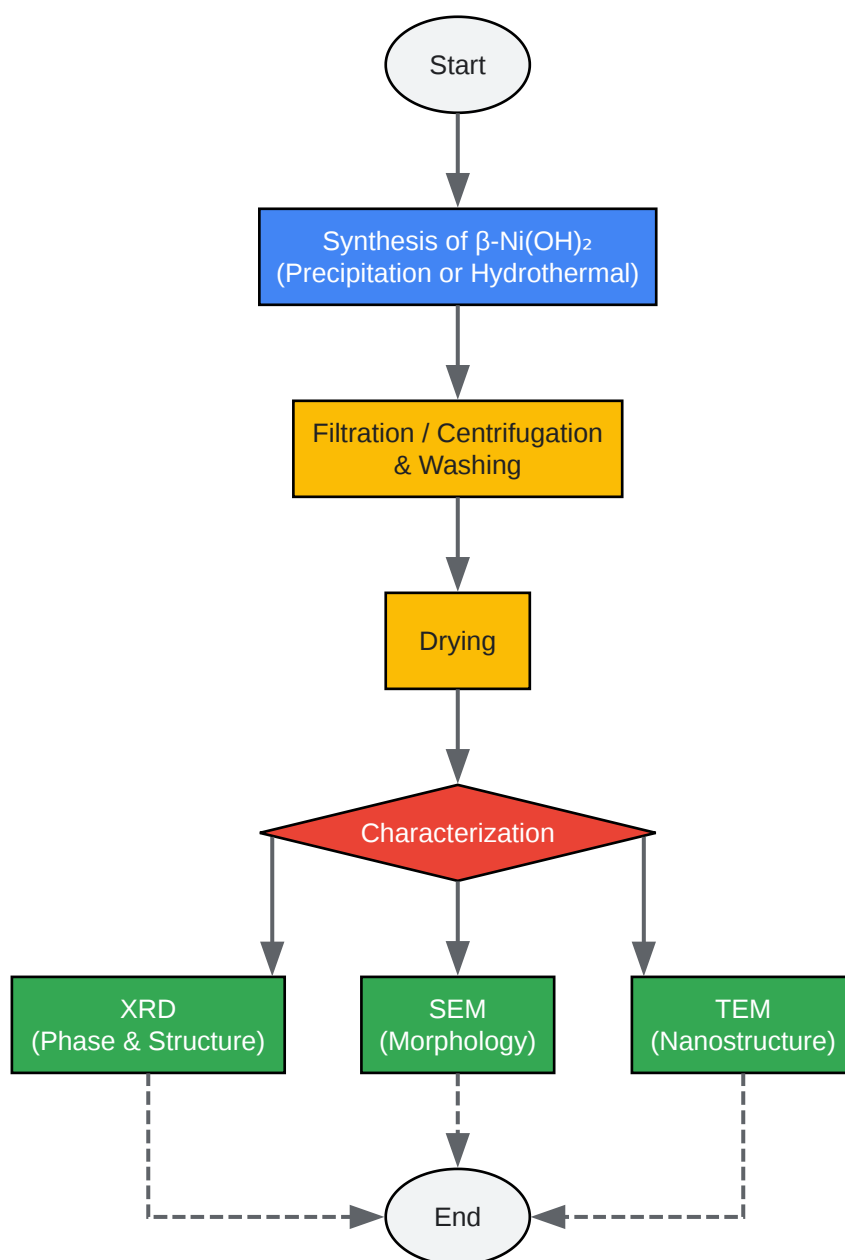 Start
Synthesis of β-Ni(OH)₂
(Precipitation or Hydrothermal)
Filtration / Centrifugation
& Washing
Drying
Characterization
XRD
(Phase & Structure)
SEM
(Morphology)
TEM
(Nanostructure)
End